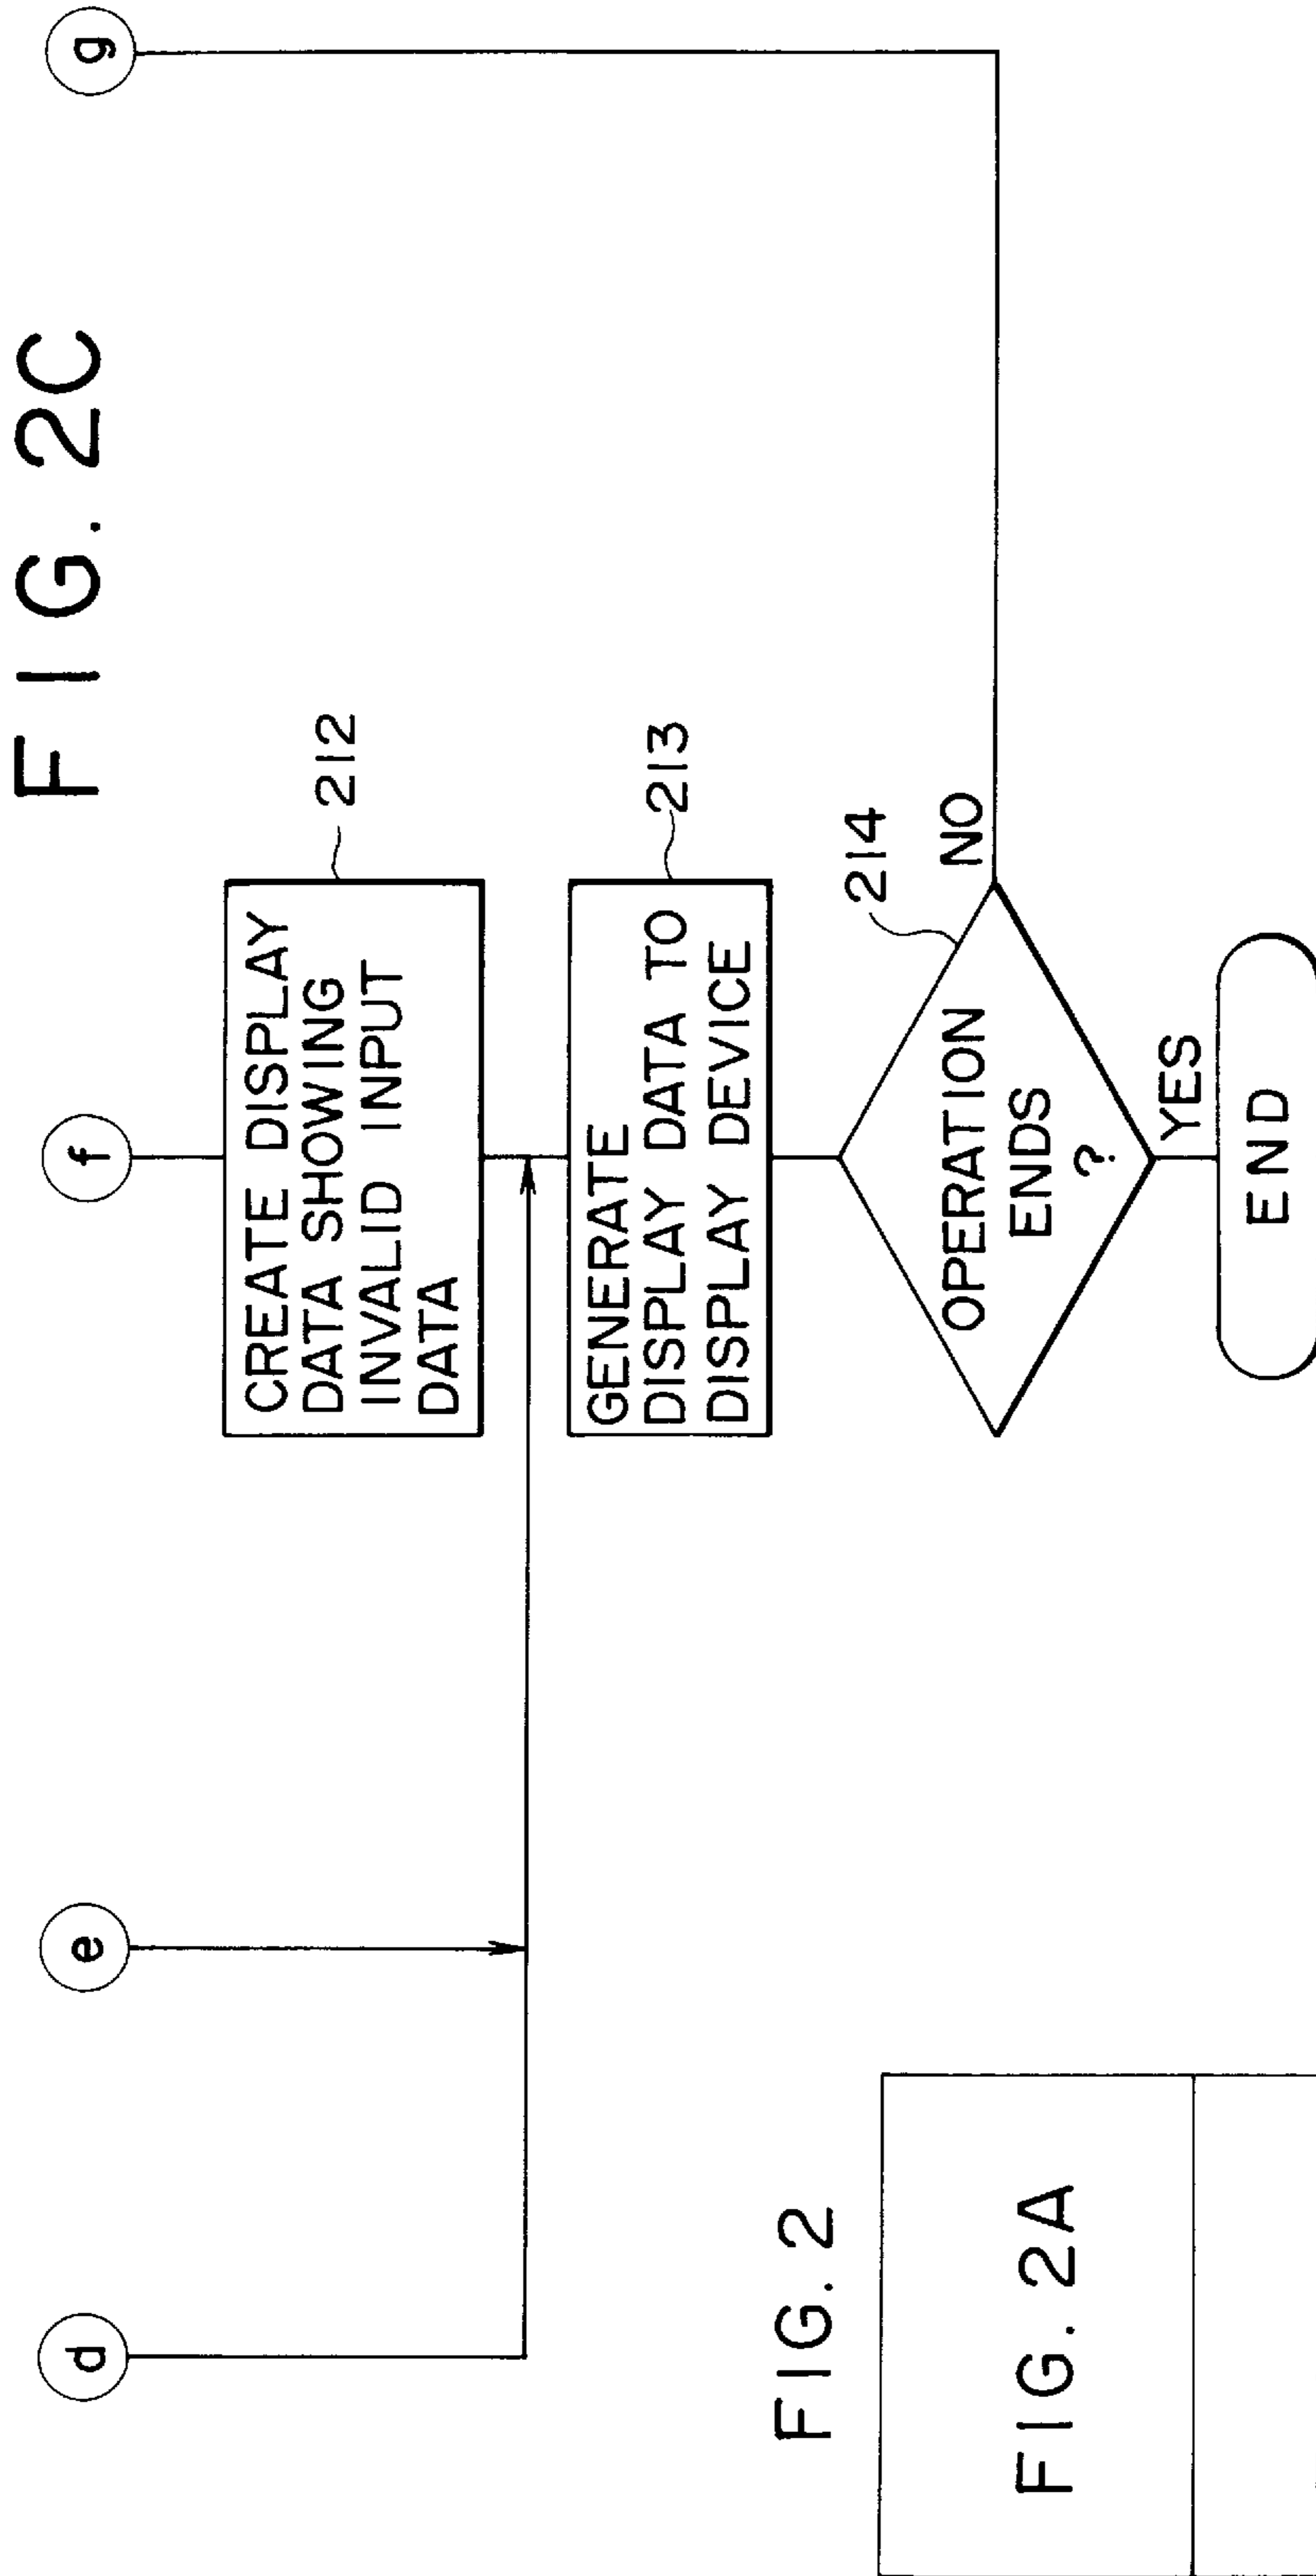 FIG. 2C
d
e
f
g
CREATE DISPLAY
DATA SHOWING
INVALID INPUT
DATA
212
GENERATE
DISPLAY DATA TO
DISPLAY DEVICE
213
214
OPERATION
ENDS
?
NO
YES
END
FIG. 2
FIG. 2A